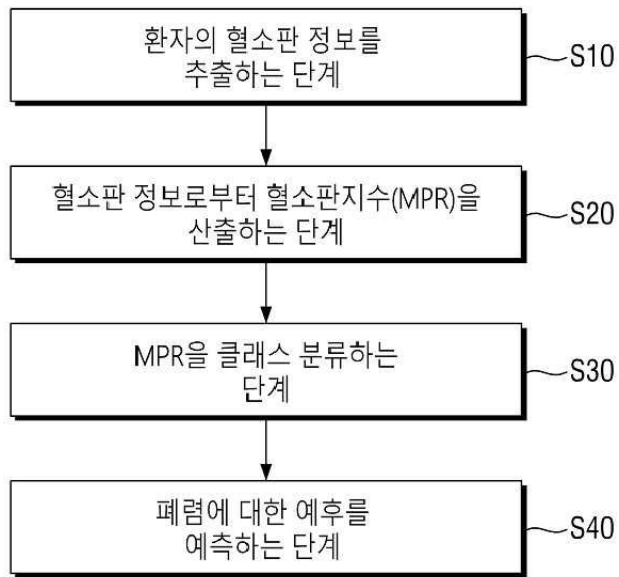 환자의 혈소판 정보를
추출하는 단계
S10
혈소판 정보로부터 혈소판지수(MPR)을
산출하는 단계
S20
MPR을 클래스 분류하는
단계
S30
폐렴에 대한 예후를
예측하는 단계
S40